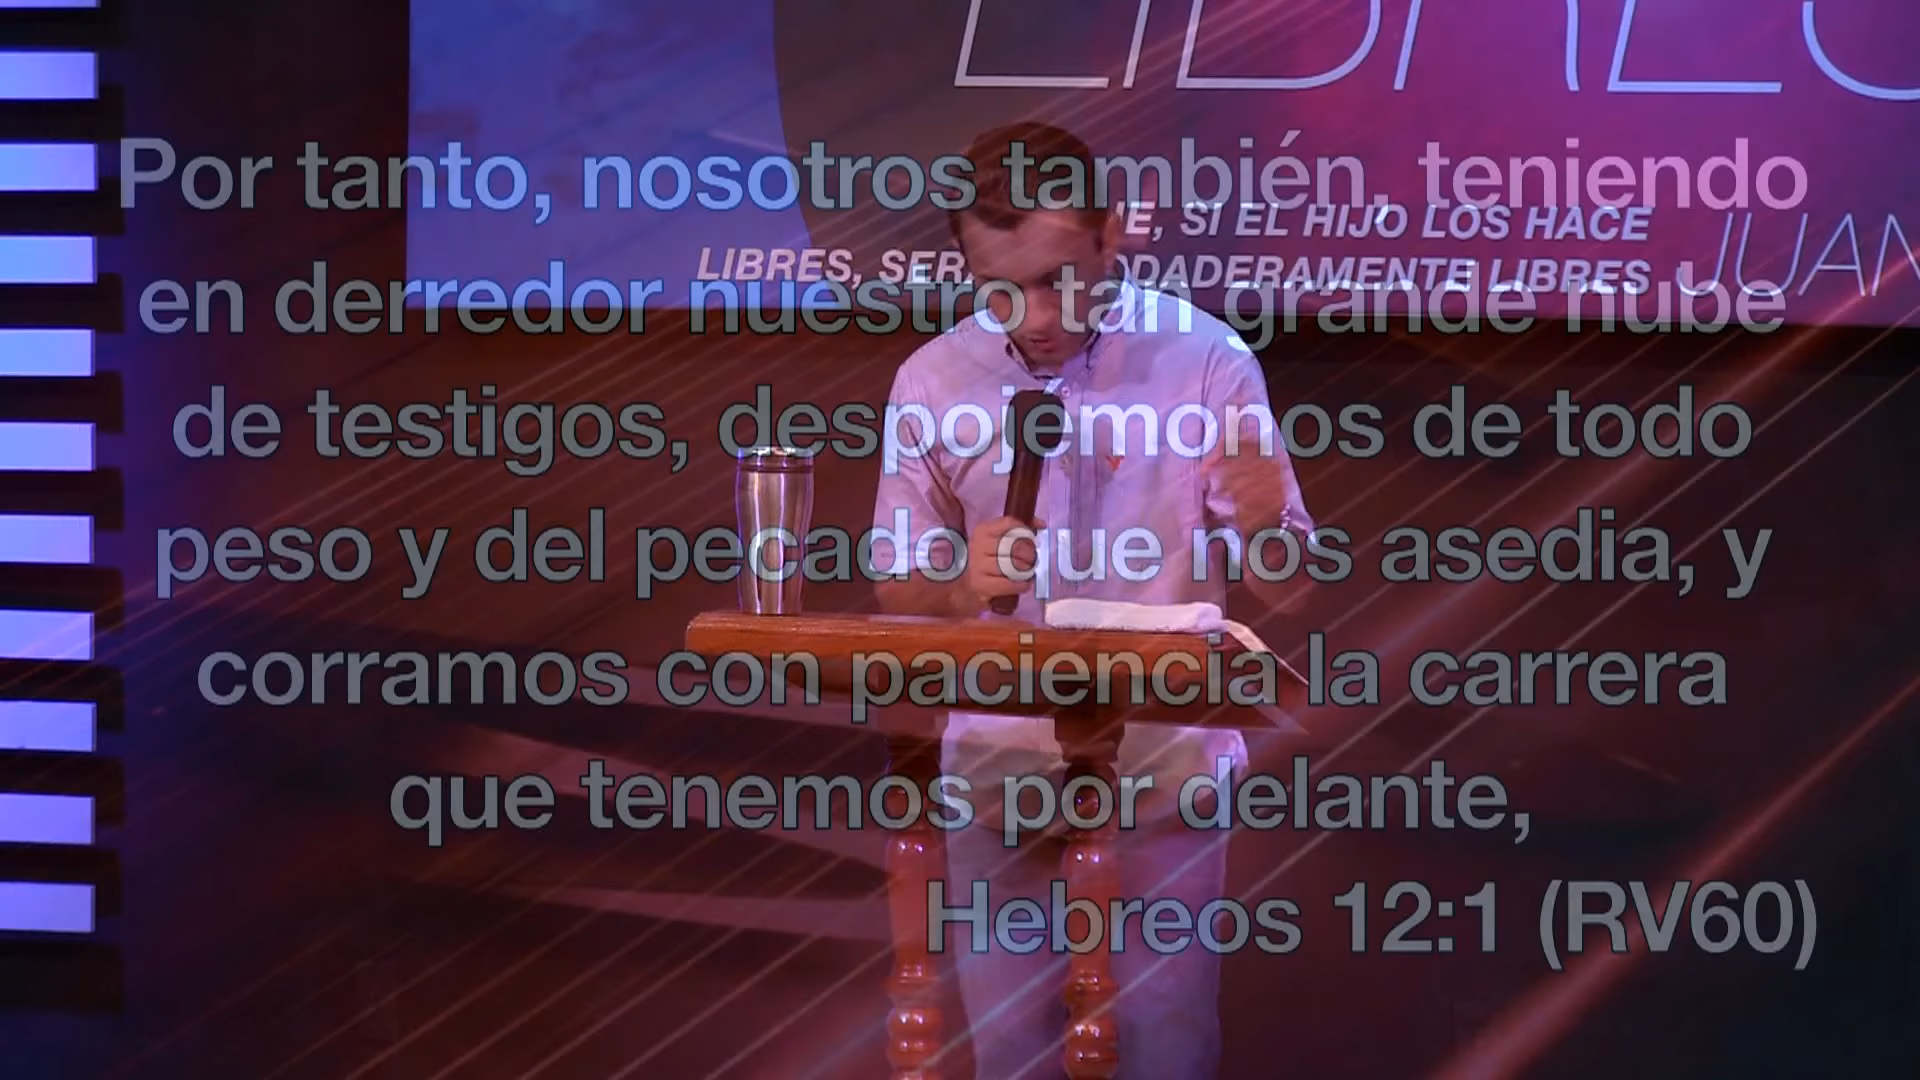 LIBRES
E, SI EL HIJO LOS HACE
LIBRES, SERÁ DADERAMENTE LIBRES
JUAN
Por tanto, nosotros también, teniendo
en derredor nuestro tan grande nube
de testigos, despojémonos de todo
peso y del pecado que nos asedia, y
corramos con paciencia la carrera
que tenemos por delante,
Hebreos 12:1 (RV60)